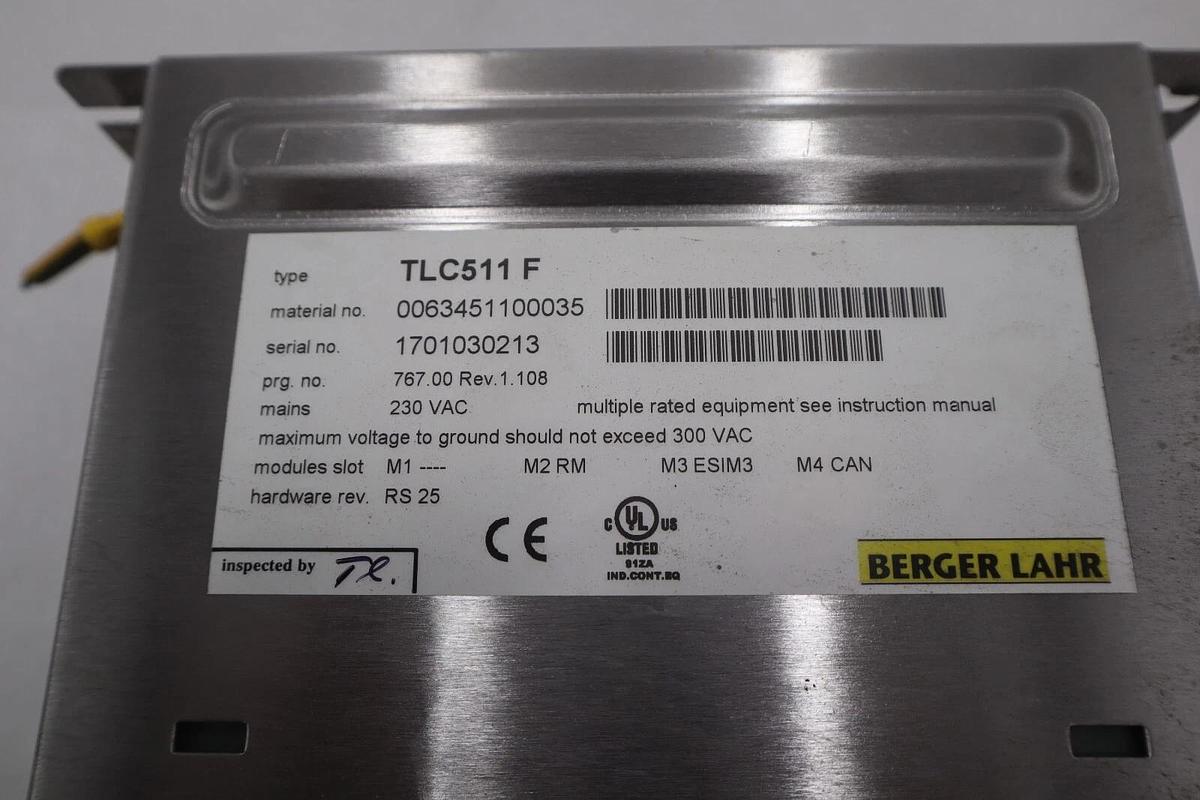 type TLC511 F
material no. 0063451100035
serial no. 1701030213
prg. no. 767.00 Rev.1.108
mains 230 VAC multiple rated equipment see instruction manual
maximum voltage to ground should not exceed 300 VAC
modules slot M1 ---- M2 RM M3 ESIM3 M4 CAN
hardware rev. RS 25
CE
C UL US
LISTED
91ZA
IND.CONT.EQ
inspected by TL.
BERGER LAHR